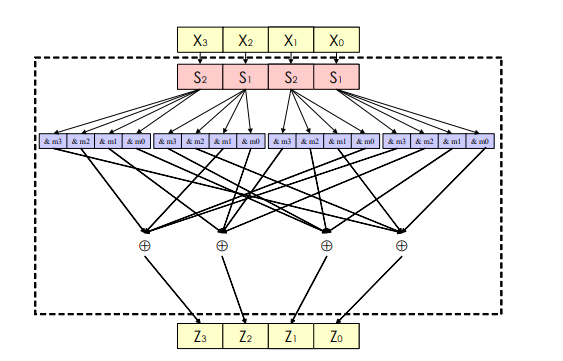 X3 X2 X1 X0
S2 S1 S2 S1
& m3 & m2 & m1 & m0 & m3 & m2 & m1 & m0 & m3 & m2 & m1 & m0 & m3 & m2 & m1 & m0
⊕ ⊕ ⊕ ⊕
Z3 Z2 Z1 Z0